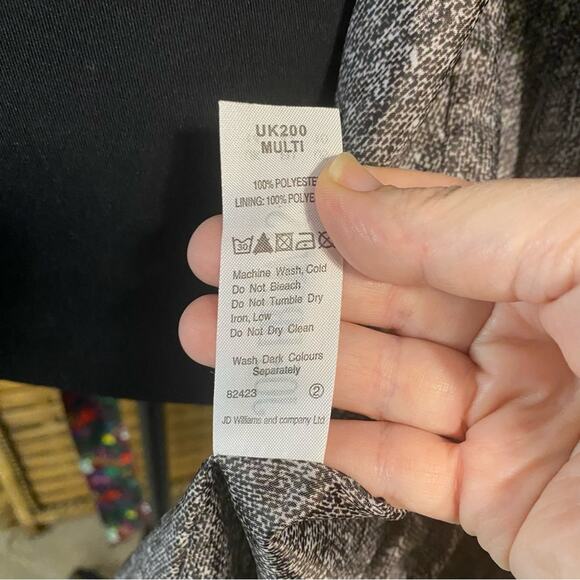 UK200
MULTI
100% POLYESTE
LINING: 100% POLYE
30
Machine Wash, Cold
Do Not Bleach
Do Not Tumble Dry
Iron, Low
Do Not Dry Clean
Wash Dark Colours
Separately
82423 2
JD Williams and company Ltd